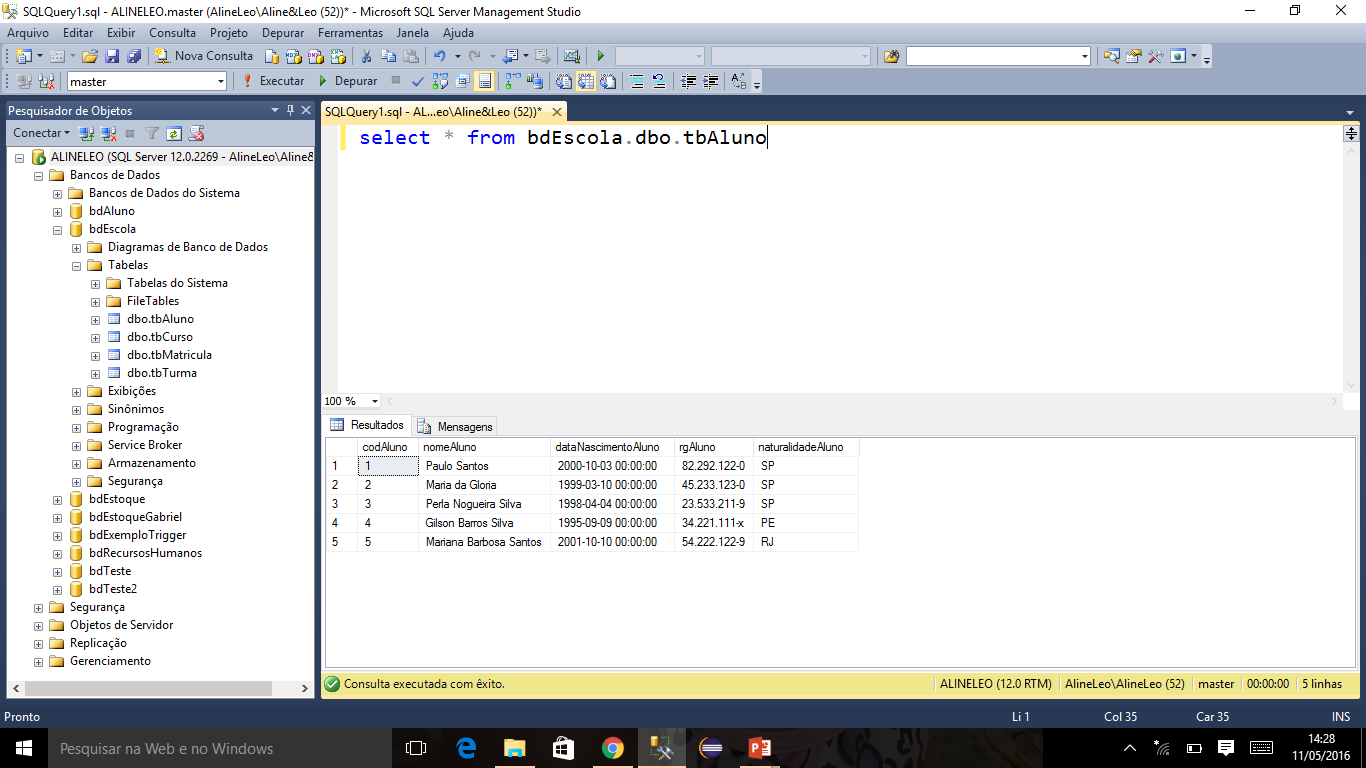 SQLQuery1.sql - ALINELEO.master (AlineLeo\Aline&Leo (52))* - Microsoft SQL Server Management Studio
Arquivo Editar Exibir Consulta Projeto Depurar Ferramentas Janela Ajuda
Nova Consulta
master Executar Depurar
Pesquisador de Objetos
Conectar
ALINELEO (SQL Server 12.0.2269 - AlineLeo\Aline&
Bancos de Dados
Bancos de Dados do Sistema
bdAluno
bdEscola
Diagramas de Banco de Dados
Tabelas
Tabelas do Sistema
FileTables
dbo.tbAluno
dbo.tbCurso
dbo.tbMatricula
dbo.tbTurma
Exibições
Sinônimos
Programação
Service Broker
Armazenamento
Segurança
bdEstoque
bdEstoqueGabriel
bdExemploTrigger
bdRecursosHumanos
bdTeste
bdTeste2
Segurança
Objetos de Servidor
Replicação
Gerenciamento
SQLQuery1.sql - AL...eo\Aline&Leo (52))*
select * from bdEscola.dbo.tbAluno
100 %
Resultados Mensagens
codAluno nomeAluno dataNascimentoAluno rgAluno naturalidadeAluno
1 1 Paulo Santos 2000-10-03 00:00:00 82.292.122-0 SP
2 2 Maria da Gloria 1999-03-10 00:00:00 45.233.123-0 SP
3 3 Perla Nogueira Silva 1998-04-04 00:00:00 23.533.211-9 SP
4 4 Gilson Barros Silva 1995-09-09 00:00:00 34.221.111-x PE
5 5 Mariana Barbosa Santos 2001-10-10 00:00:00 54.222.122-9 RJ
Consulta executada com êxito. ALINELEO (12.0 RTM) AlineLeo\AlineLeo (52) master 00:00:00 5 linhas
Pronto Li 1 Col 35 Car 35 INS
Pesquisar na Web e no Windows
14:28
11/05/2016